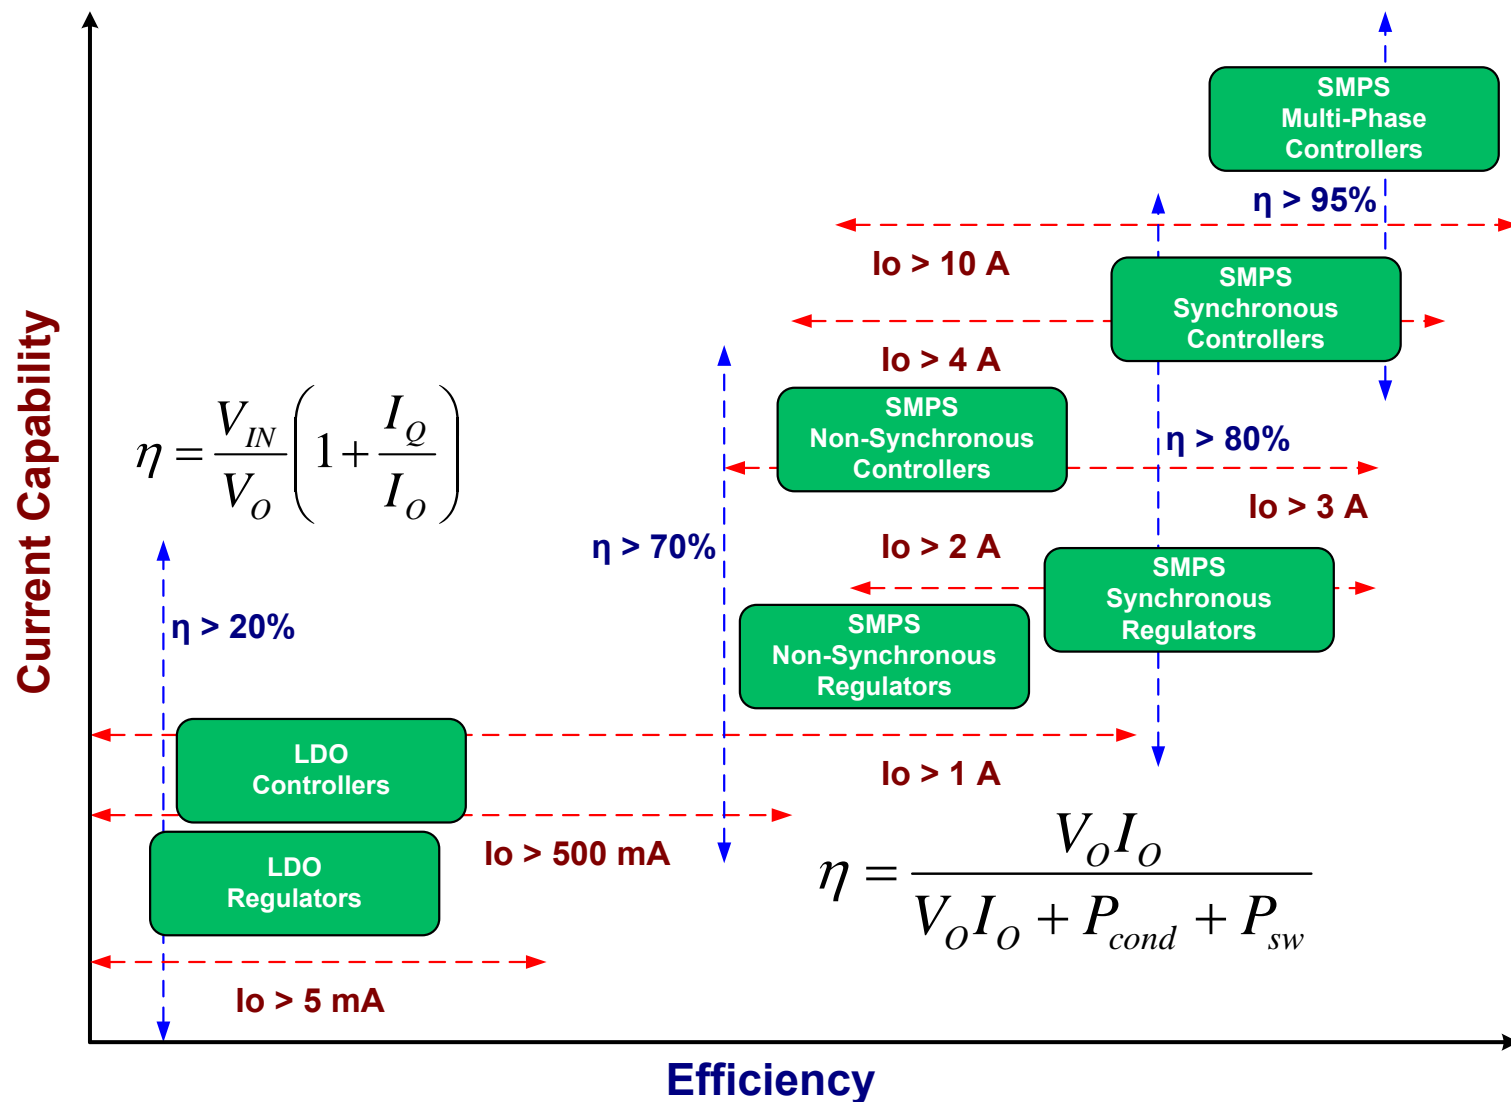 SMPS
Multi-Phase
Controllers
η > 95%
Io > 10 A
SMPS
Synchronous
Controllers
Io > 4 A
SMPS
Non-Synchronous
Controllers
η > 80%
Io > 3 A
η = V_IN / V_O (1 + I_Q / I_O)
η > 70%
Io > 2 A
SMPS
Synchronous
Regulators
η > 20%
SMPS
Non-Synchronous
Regulators
LDO
Controllers
Io > 1 A
Io > 500 mA
LDO
Regulators
η = V_O I_O / (V_O I_O + P_cond + P_sw)
Io > 5 mA
Current Capability
Efficiency